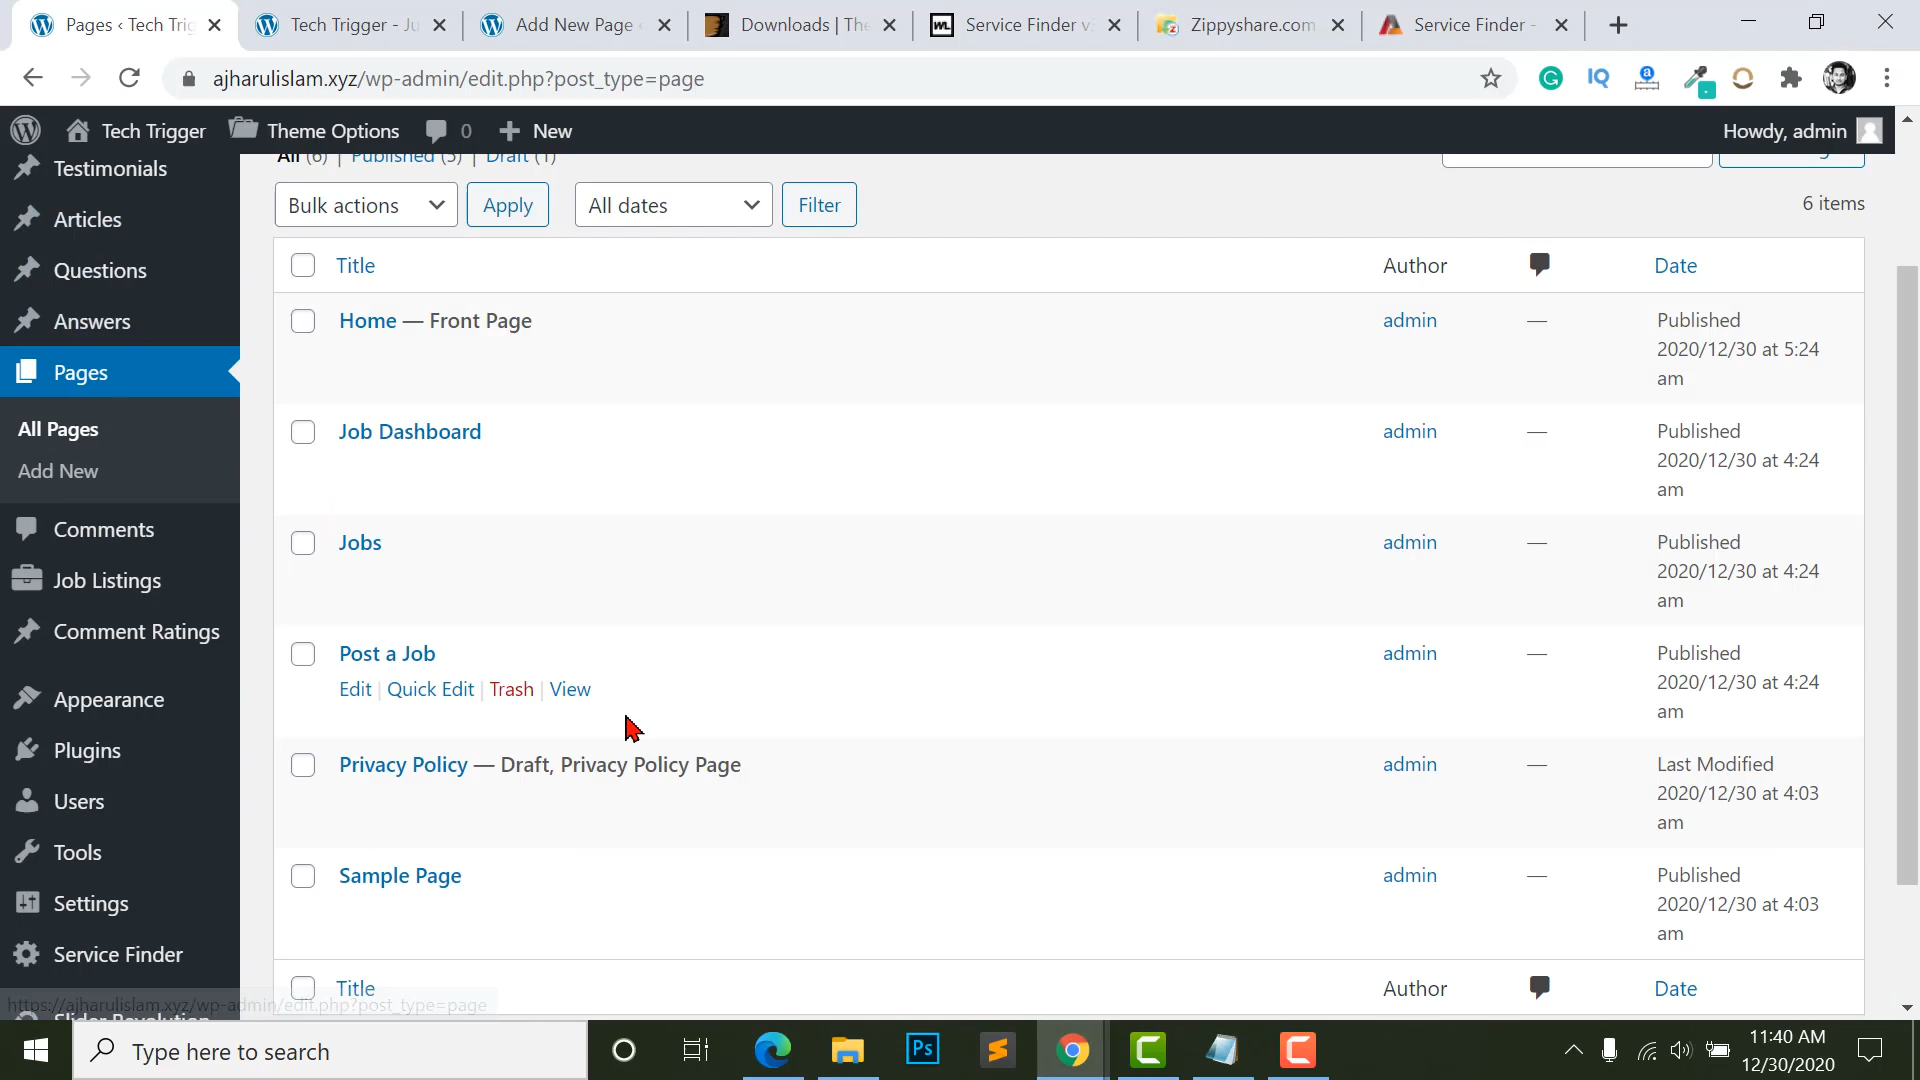 Pages ‹ Tech Trig
Tech Trigger - Ju
Add New Page ‹
Downloads | The
Service Finder v
Zippyshare.com
Service Finder -
ajharulislam.xyz/wp-admin/edit.php?post_type=page
Tech Trigger
Theme Options
0
New
Howdy, admin
Testimonials
Articles
Questions
Answers
Pages
All Pages
Add New
Comments
Job Listings
Comment Ratings
Appearance
Plugins
Users
Tools
Settings
Service Finder
Slider Revolution
All (6) | Published (5) | Draft (1)
Bulk actions
Apply
All dates
Filter
6 items
Title
Author
Date
Home — Front Page
admin
—
Published
2020/12/30 at 5:24
am
Job Dashboard
admin
—
Published
2020/12/30 at 4:24
am
Jobs
admin
—
Published
2020/12/30 at 4:24
am
Post a Job
Edit | Quick Edit | Trash | View
admin
—
Published
2020/12/30 at 4:24
am
Privacy Policy — Draft, Privacy Policy Page
admin
—
Last Modified
2020/12/30 at 4:03
am
Sample Page
admin
—
Published
2020/12/30 at 4:03
am
Title
Author
Date
https://ajharulislam.xyz/wp-admin/edit.php?post_type=page
Type here to search
Ps
11:40 AM
12/30/2020